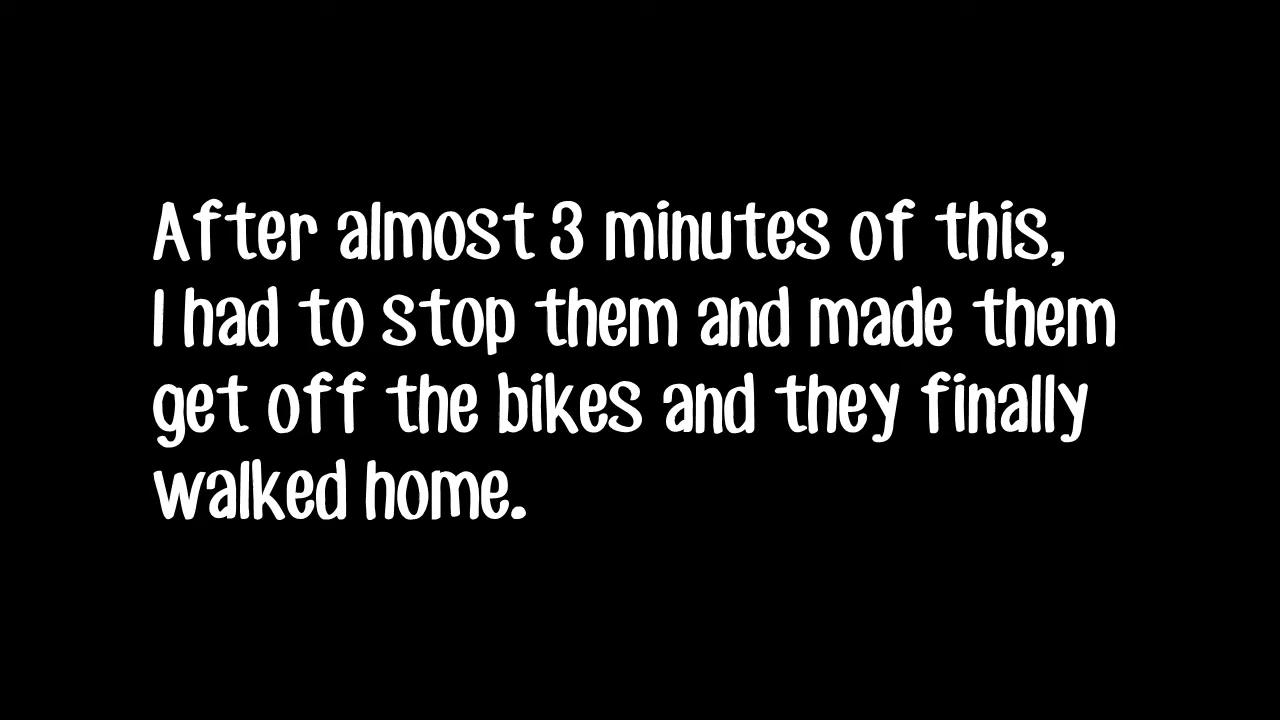 After almost 3 minutes of this,
I had to stop them and made them
get off the bikes and they finally
walked home.